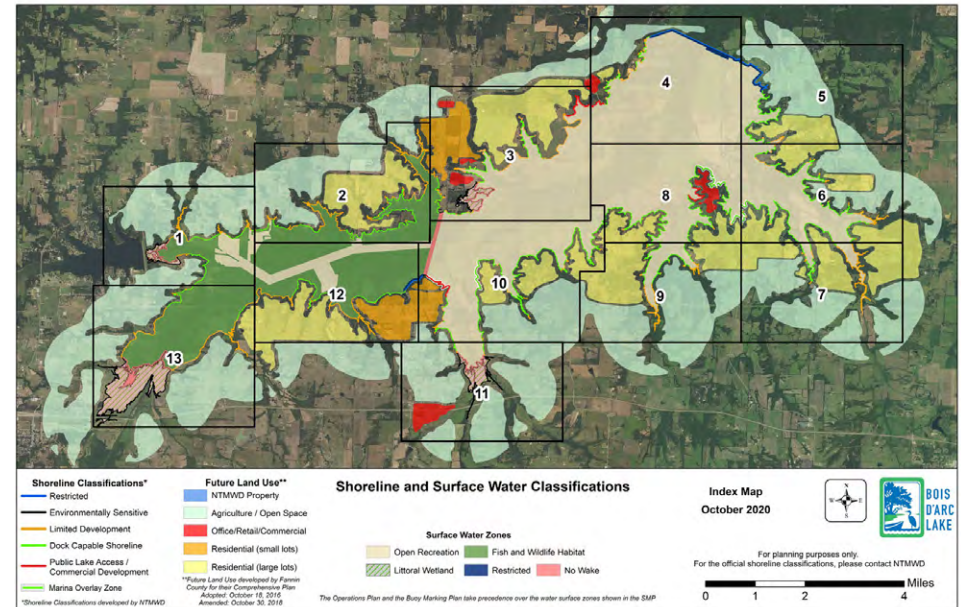 4
5
3
2
6
8
1
10
12
9
7
13
11
Shoreline Classifications*
Restricted
Environmentally Sensitive
Limited Development
Dock Capable Shoreline
Public Lake Access /
Commercial Development
Marina Overlay Zone
*Shoreline Classifications developed by NTMWD
Future Land Use**
NTMWD Property
Agriculture / Open Space
Office/Retail/Commercial
Residential (small lots)
Residential (large lots)
**Future Land Use developed by Fannin
County for their Comprehensive Plan
Adopted: October 18, 2016
Amended: October 30, 2018
Shoreline and Surface Water Classifications
Surface Water Zones
Open Recreation
Fish and Wildlife Habitat
Littoral Wetland
Restricted
No Wake
The Operations Plan and the Buoy Marking Plan take precedence over the water surface zones shown in the SMP
Index Map
October 2020
N
W
E
S
BOIS
D'ARC
LAKE
For planning purposes only.
For the official shoreline classifications, please contact NTMWD
Miles
0 1 2 4